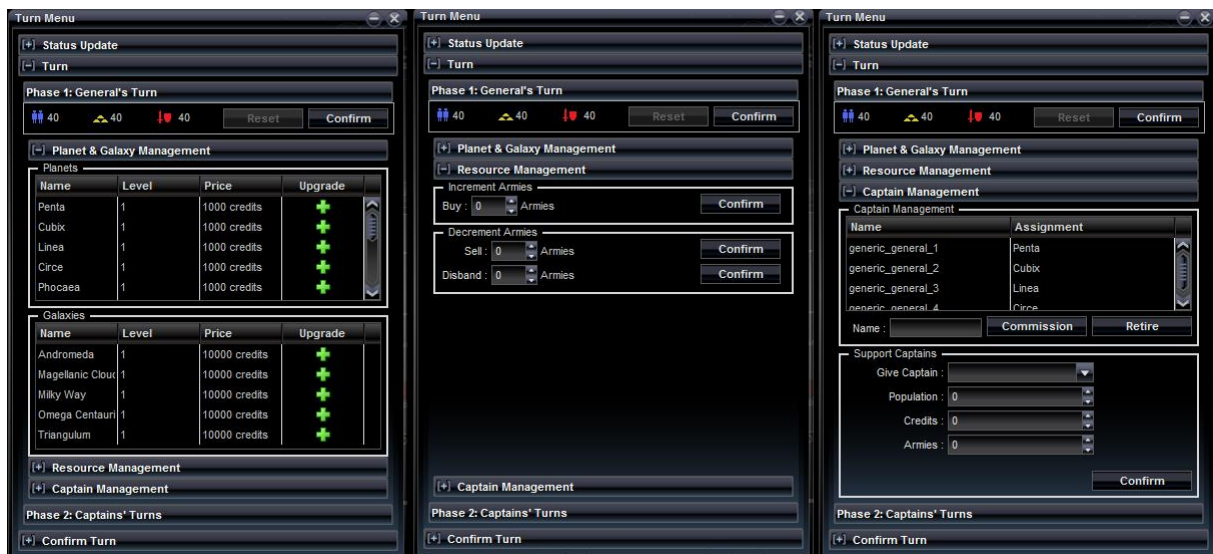 Turn Menu
[+] Status Update
[-] Turn
Phase 1: General's Turn
40 40 40 Reset Confirm
[-] Planet & Galaxy Management
Planets
Name Level Price Upgrade
Penta 1 1000 credits
Cubix 1 1000 credits
Linea 1 1000 credits
Circe 1 1000 credits
Phocaea 1 1000 credits
Galaxies
Name Level Price Upgrade
Andromeda 1 10000 credits
Magellanic Clouc 1 10000 credits
Milky Way 1 10000 credits
Omega Centauri 1 10000 credits
Triangulum 1 10000 credits
[+] Resource Management
[+] Captain Management
Phase 2: Captains' Turns
[+] Confirm Turn
Turn Menu
[+] Status Update
[-] Turn
Phase 1: General's Turn
40 40 40 Reset Confirm
[+] Planet & Galaxy Management
[-] Resource Management
Increment Armies
Buy : 0 Armies Confirm
Decrement Armies
Sell : 0 Armies Confirm
Disband : 0 Armies Confirm
[+] Captain Management
Phase 2: Captains' Turns
[+] Confirm Turn
Turn Menu
[+] Status Update
[-] Turn
Phase 1: General's Turn
40 40 40 Reset Confirm
[+] Planet & Galaxy Management
[+] Resource Management
[-] Captain Management
Captain Management
Name Assignment
generic_general_1 Penta
generic_general_2 Cubix
generic_general_3 Linea
generic_general_4 Circe
Name : Commission Retire
Support Captains
Give Captain :
Population : 0
Credits : 0
Armies : 0
Confirm
Phase 2: Captains' Turns
[+] Confirm Turn